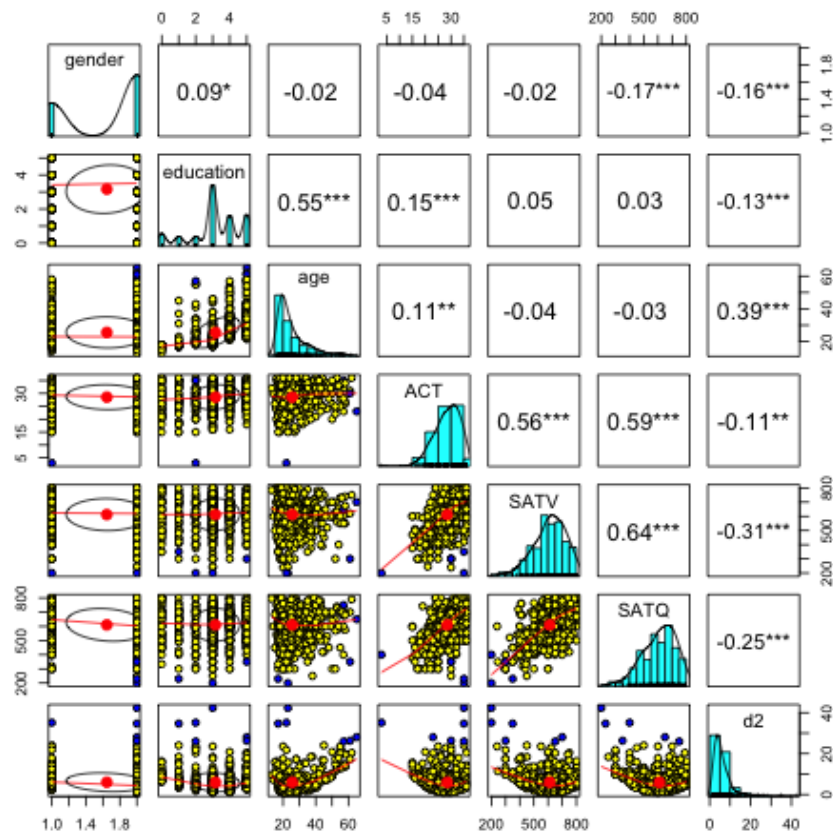 0 2 4 5 15 30 200 500 800
gender 0.09* -0.02 -0.04 -0.02 -0.17*** -0.16*** 1.0 1.4 1.8
0 2 4 education 0.55*** 0.15*** 0.05 0.03 -0.13***
age 0.11** -0.04 -0.03 0.39*** 20 40 60
5 15 30 ACT 0.56*** 0.59*** -0.11**
SATV 0.64*** -0.31*** 200 500 800
200 500 800 SATQ -0.25***
d2 0 20 40
1.0 1.4 1.8 20 40 60 200 500 800 0 10 20 30 40